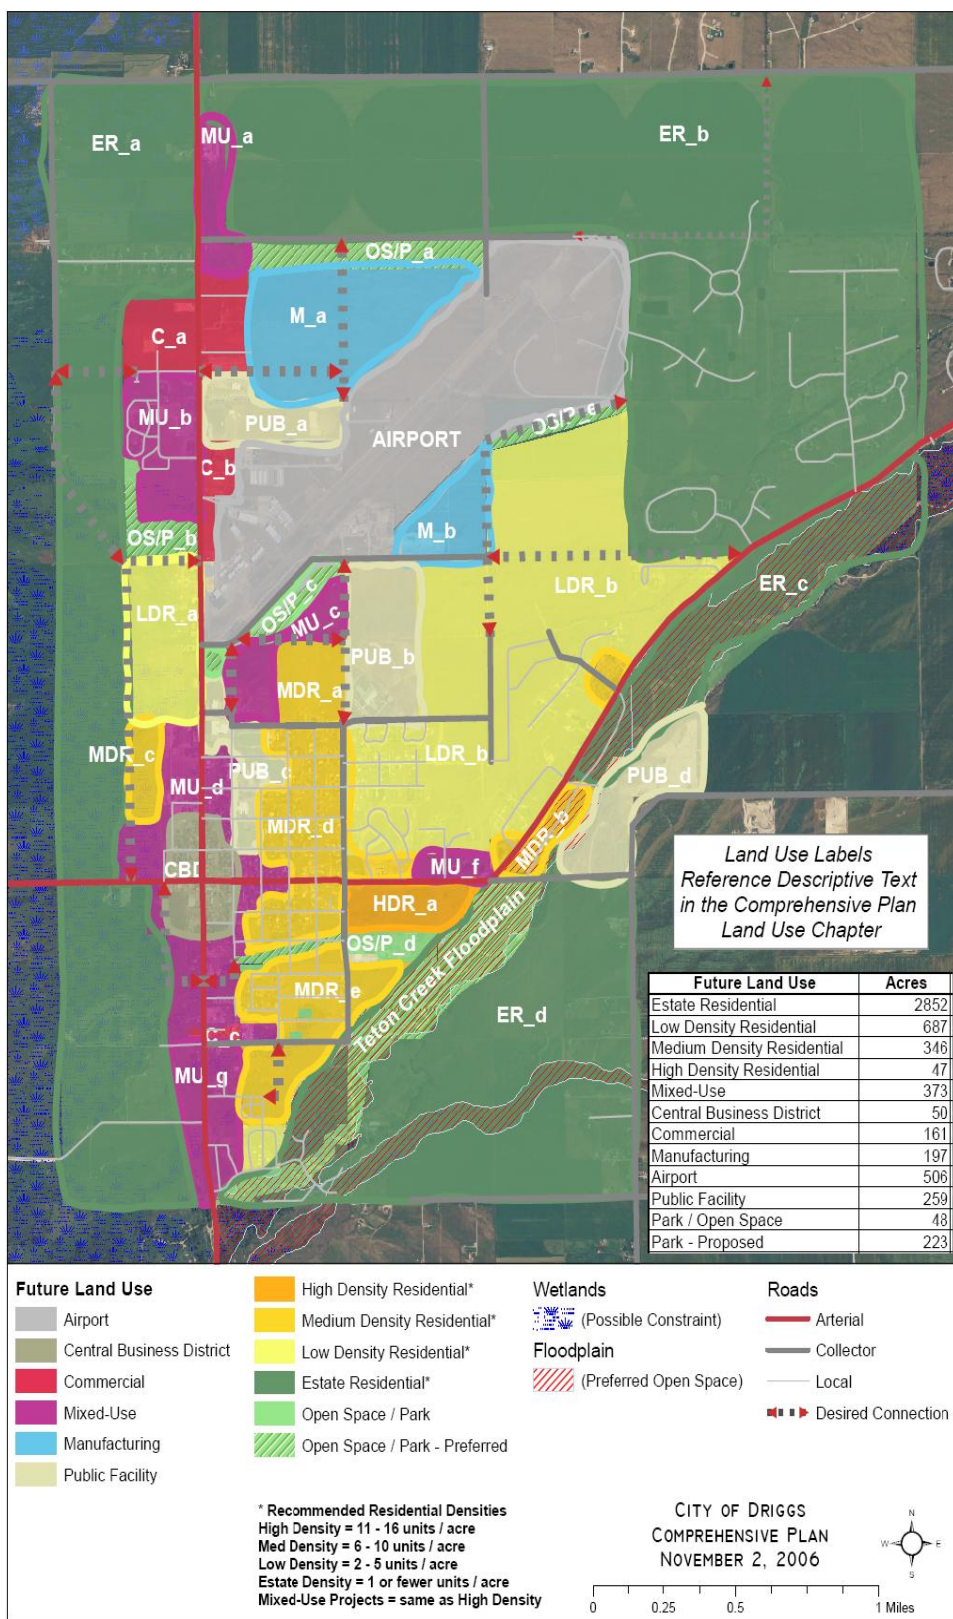 ER_a
MU_a
ER_b
OS/P_a
M_a
C_a
MU_b
PUB_a
AIRPORT
OS/P_e
C_b
M_b
OS/P_b
OS/P_c
LDR_b
ER_c
LDR_a
MU_c
PUB_b
MDR_a
MDR_c
LDR_b
PUB_c
PUB_d
MU_d
MDR_d
MDR_b
CBD
MU_f
HDR_a
OS/P_d
Teton Creek Floodplain
MDR_e
ER_d
C_c
MU_g
Land Use Labels
Reference Descriptive Text
in the Comprehensive Plan
Land Use Chapter
Future Land Use Acres
Estate Residential 2852
Low Density Residential 687
Medium Density Residential 346
High Density Residential 47
Mixed-Use 373
Central Business District 50
Commercial 161
Manufacturing 197
Airport 506
Public Facility 259
Park / Open Space 48
Park - Proposed 223
Future Land Use
Airport
Central Business District
Commercial
Mixed-Use
Manufacturing
Public Facility
High Density Residential*
Medium Density Residential*
Low Density Residential*
Estate Residential*
Open Space / Park
Open Space / Park - Preferred
Wetlands
(Possible Constraint)
Floodplain
(Preferred Open Space)
Roads
Arterial
Collector
Local
Desired Connection
* Recommended Residential Densities
High Density = 11 - 16 units / acre
Med Density = 6 - 10 units / acre
Low Density = 2 - 5 units / acre
Estate Density = 1 or fewer units / acre
Mixed-Use Projects = same as High Density
CITY OF DRIGGS
COMPREHENSIVE PLAN
NOVEMBER 2, 2006
N
W E
S
0 0.25 0.5 1 Miles